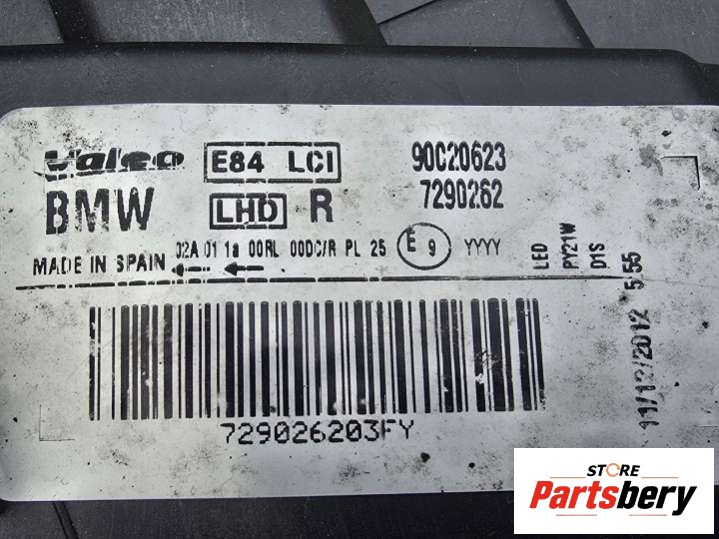 Valeo E84 LCI 90020623
BMW LHD R 7290262
02A 01 1a 00RL 00DC/R PL 25 E 9 YYYY
MADE IN SPAIN
LED
PY21W
D1S
11/12/2012 5 55
729026203FY
STORE
Partsbery